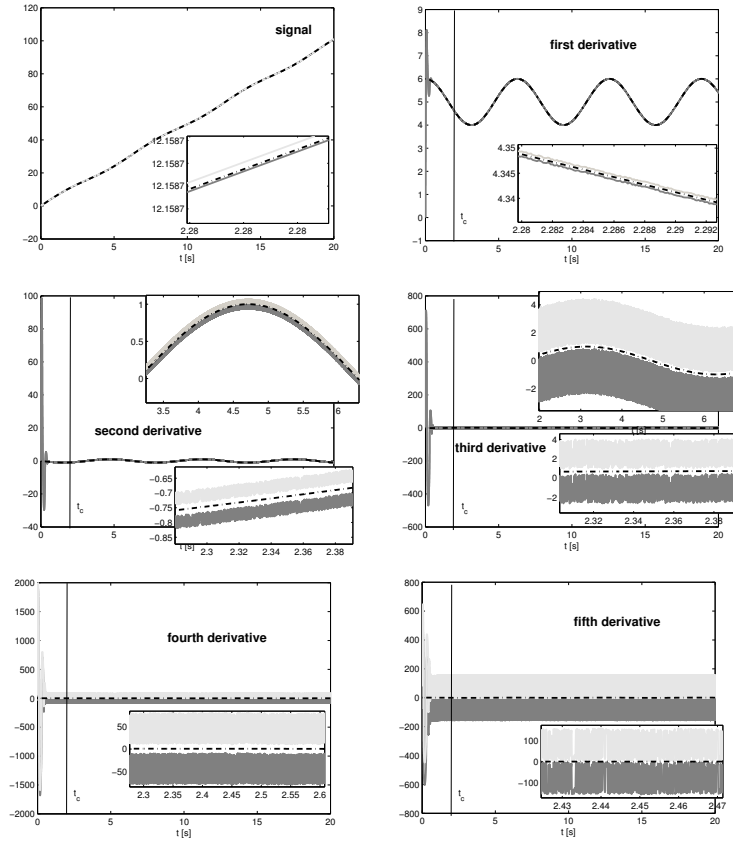 signal
120
100
80
60
40
20
0
−20
12.1587
12.1587
12.1587
12.1587
2.28 2.28 2.28
0 5 10 15 20
t [s]
first derivative
9
8
7
6
5
4
3
2
1
0
−1
4.35
4.345
4.34
2.28 2.282 2.284 2.286 2.288 2.29 2.292
t_c
0 5 10 15 20
t [s]
second derivative
100
80
60
40
20
0
−20
−40
1
0.5
0
3.5 4 4.5 5 5.5 6
−0.65
−0.7
−0.75
−0.8
−0.85
2.3 2.32 2.34 2.36 2.38
t_c
0 5
t [s]
third derivative
800
600
400
200
0
−200
−400
−600
4
2
0
−2
2 3 4 5 6
t [s]
4
2
0
−2
2.32 2.34 2.36 2.38
t_c
0 5 10 15 20
t [s]
fourth derivative
2000
1500
1000
500
0
−500
−1000
−1500
−2000
50
0
−50
2.3 2.35 2.4 2.45 2.5 2.55 2.6
t_c
0 5 10 15 20
t [s]
fifth derivative
800
600
400
200
0
−200
−400
−600
−800
100
0
−100
2.43 2.44 2.45 2.46 2.47
t_c
0 5 10 15 20
t [s]